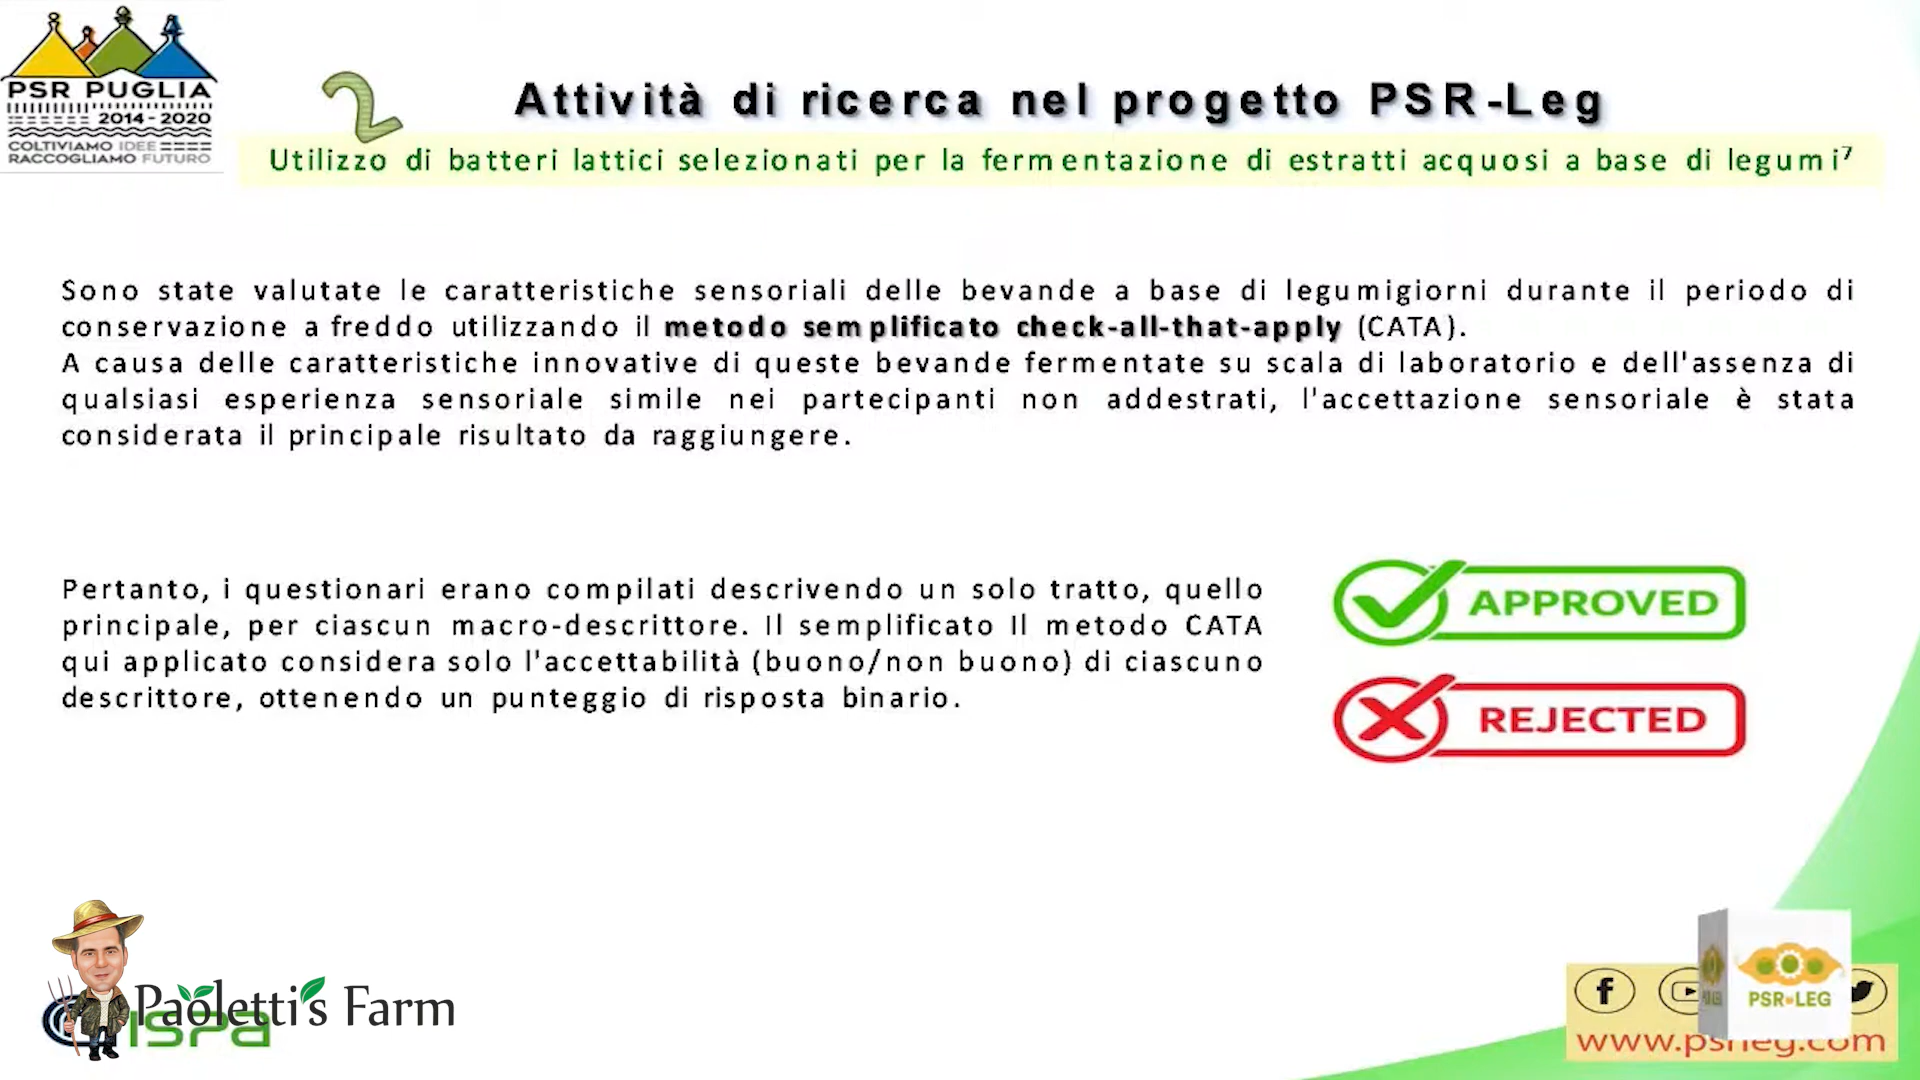 PSR PUGLIA
2014 - 2020
COLTIVIAMO IDEE
RACCOGLIAMO FUTURO
2
Attività di ricerca nel progetto PSR-Leg
Utilizzo di batteri lattici selezionati per la fermentazione di estratti acquosi a base di legumi⁷
Sono state valutate le caratteristiche sensoriali delle bevande a base di legumigiorni durante il periodo di
conservazione a freddo utilizzando il metodo semplificato check-all-that-apply (CATA).
A causa delle caratteristiche innovative di queste bevande fermentate su scala di laboratorio e dell'assenza di
qualsiasi esperienza sensoriale simile nei partecipanti non addestrati, l'accettazione sensoriale è stata
considerata il principale risultato da raggiungere.
Pertanto, i questionari erano compilati descrivendo un solo tratto, quello
principale, per ciascun macro-descrittore. Il semplificato Il metodo CATA
qui applicato considera solo l'accettabilità (buono/non buono) di ciascuno
descrittore, ottenendo un punteggio di risposta binario.
APPROVED
REJECTED
Paoletti's Farm
ispa
PSR-LEG
www.psrleg.com